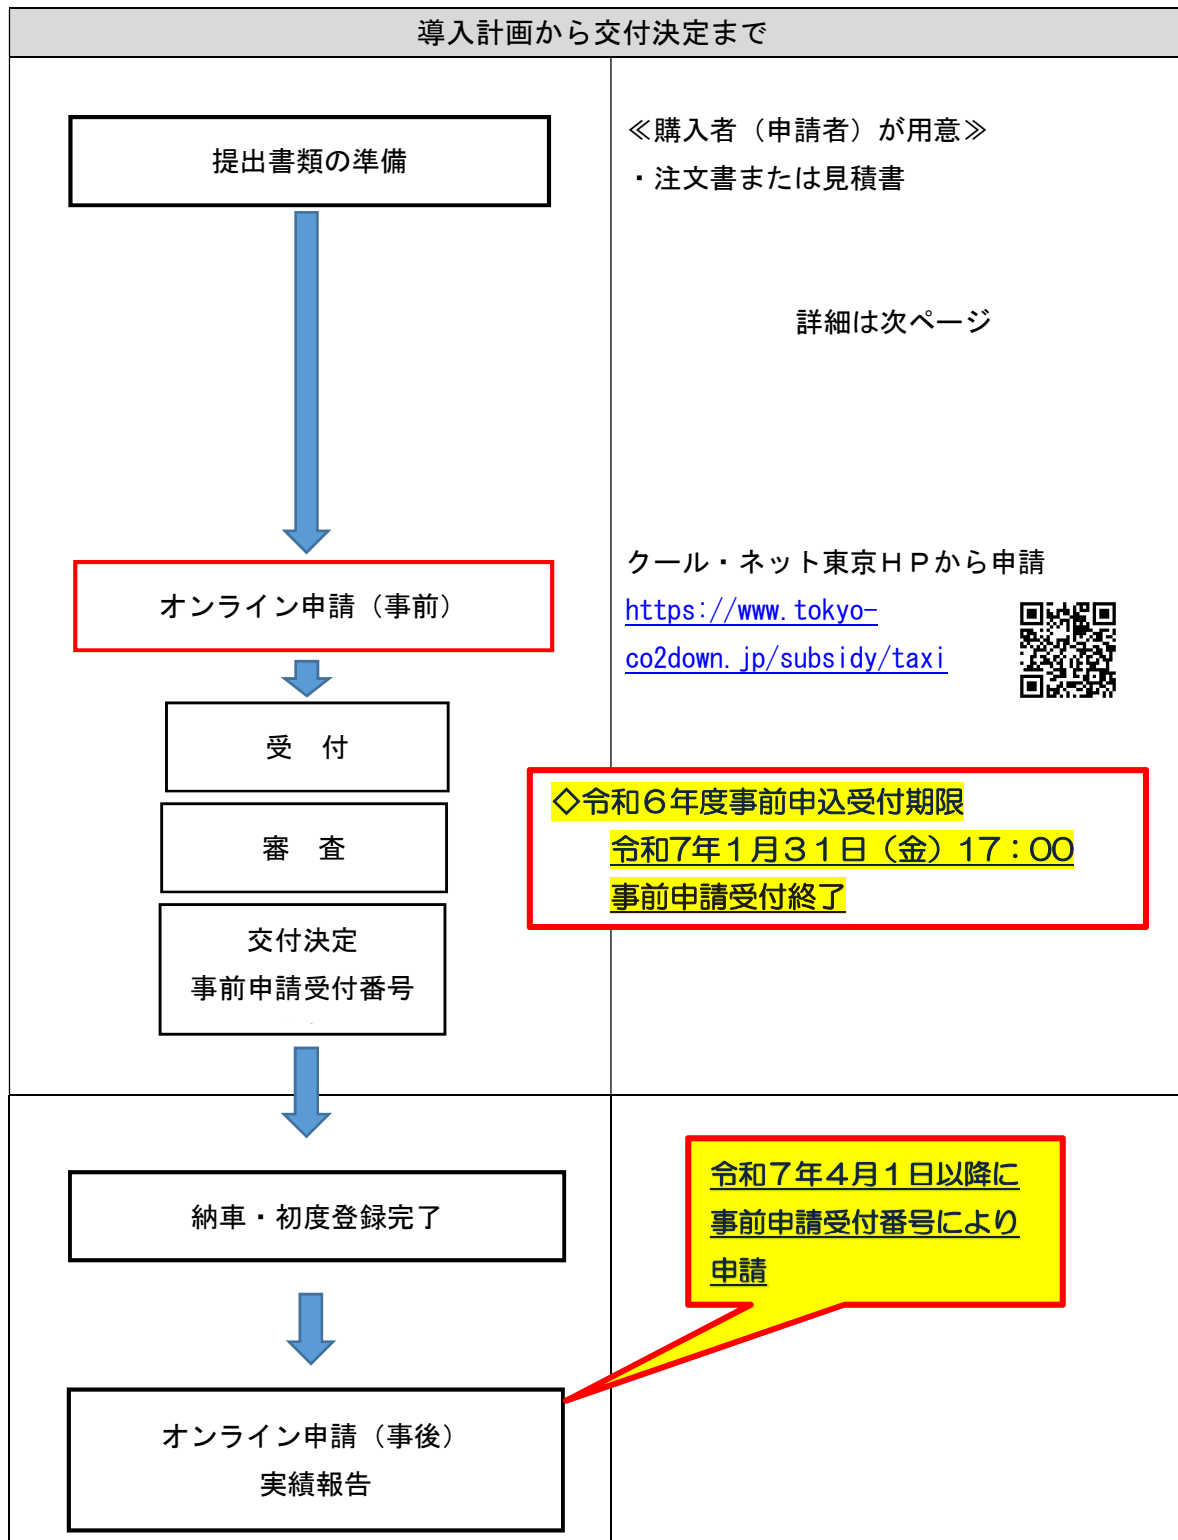 導入計画から交付決定まで
提出書類の準備
≪購入者（申請者）が用意≫
・注文書または見積書
詳細は次ページ
オンライン申請（事前）
クール・ネット東京ＨＰから申請
https://www.tokyo-
co2down.jp/subsidy/taxi
受　付
審　査
交付決定
事前申請受付番号
◇令和６年度事前申込受付期限
令和7年１月３１日（金）１７：００
事前申請受付終了
納車・初度登録完了
令和７年４月１日以降に
事前申請受付番号により
申請
オンライン申請（事後）
実績報告